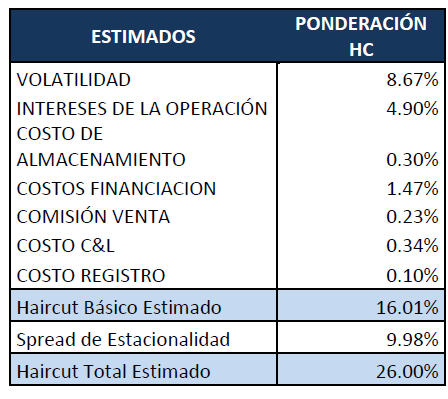 ESTIMADOS PONDERACIÓN
HC
VOLATILIDAD 8.67%
INTERESES DE LA OPERACIÓN 4.90%
COSTO DE
ALMACENAMIENTO 0.30%
COSTOS FINANCIACION 1.47%
COMISIÓN VENTA 0.23%
COSTO C&L 0.34%
COSTO REGISTRO 0.10%
Haircut Básico Estimado 16.01%
Spread de Estacionalidad 9.98%
Haircut Total Estimado 26.00%